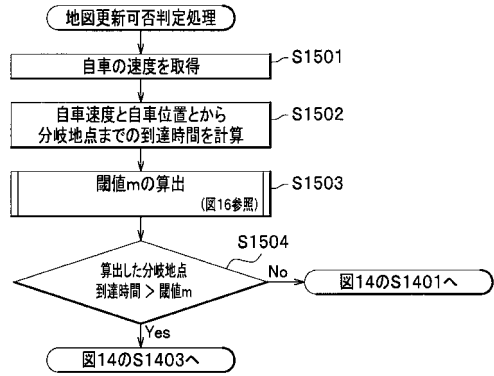 地図更新可否判定処理
自車の速度を取得
S1501
自車速度と自車位置とから
分岐地点までの到達時間を計算
S1502
閾値mの算出
(図16参照)
S1503
S1504
算出した分岐地点
到達時間 > 閾値m
No
図14のS1401へ
Yes
図14のS1403へ